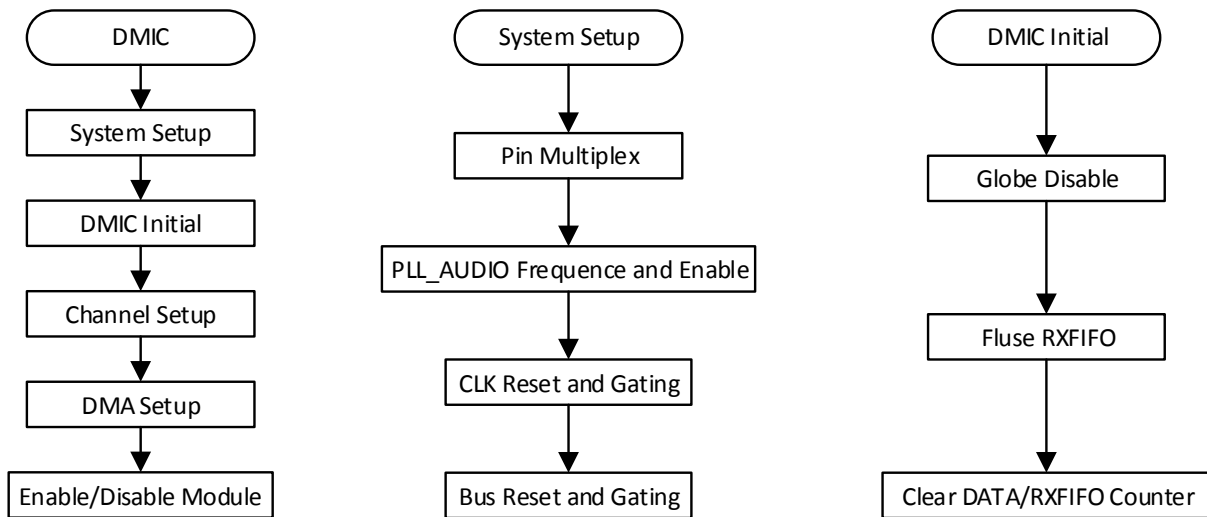 DMIC
System Setup
DMIC Initial
Channel Setup
DMA Setup
Enable/Disable Module
System Setup
Pin Multiplex
PLL_AUDIO Frequence and Enable
CLK Reset and Gating
Bus Reset and Gating
DMIC Initial
Globe Disable
Fluse RXFIFO
Clear DATA/RXFIFO Counter